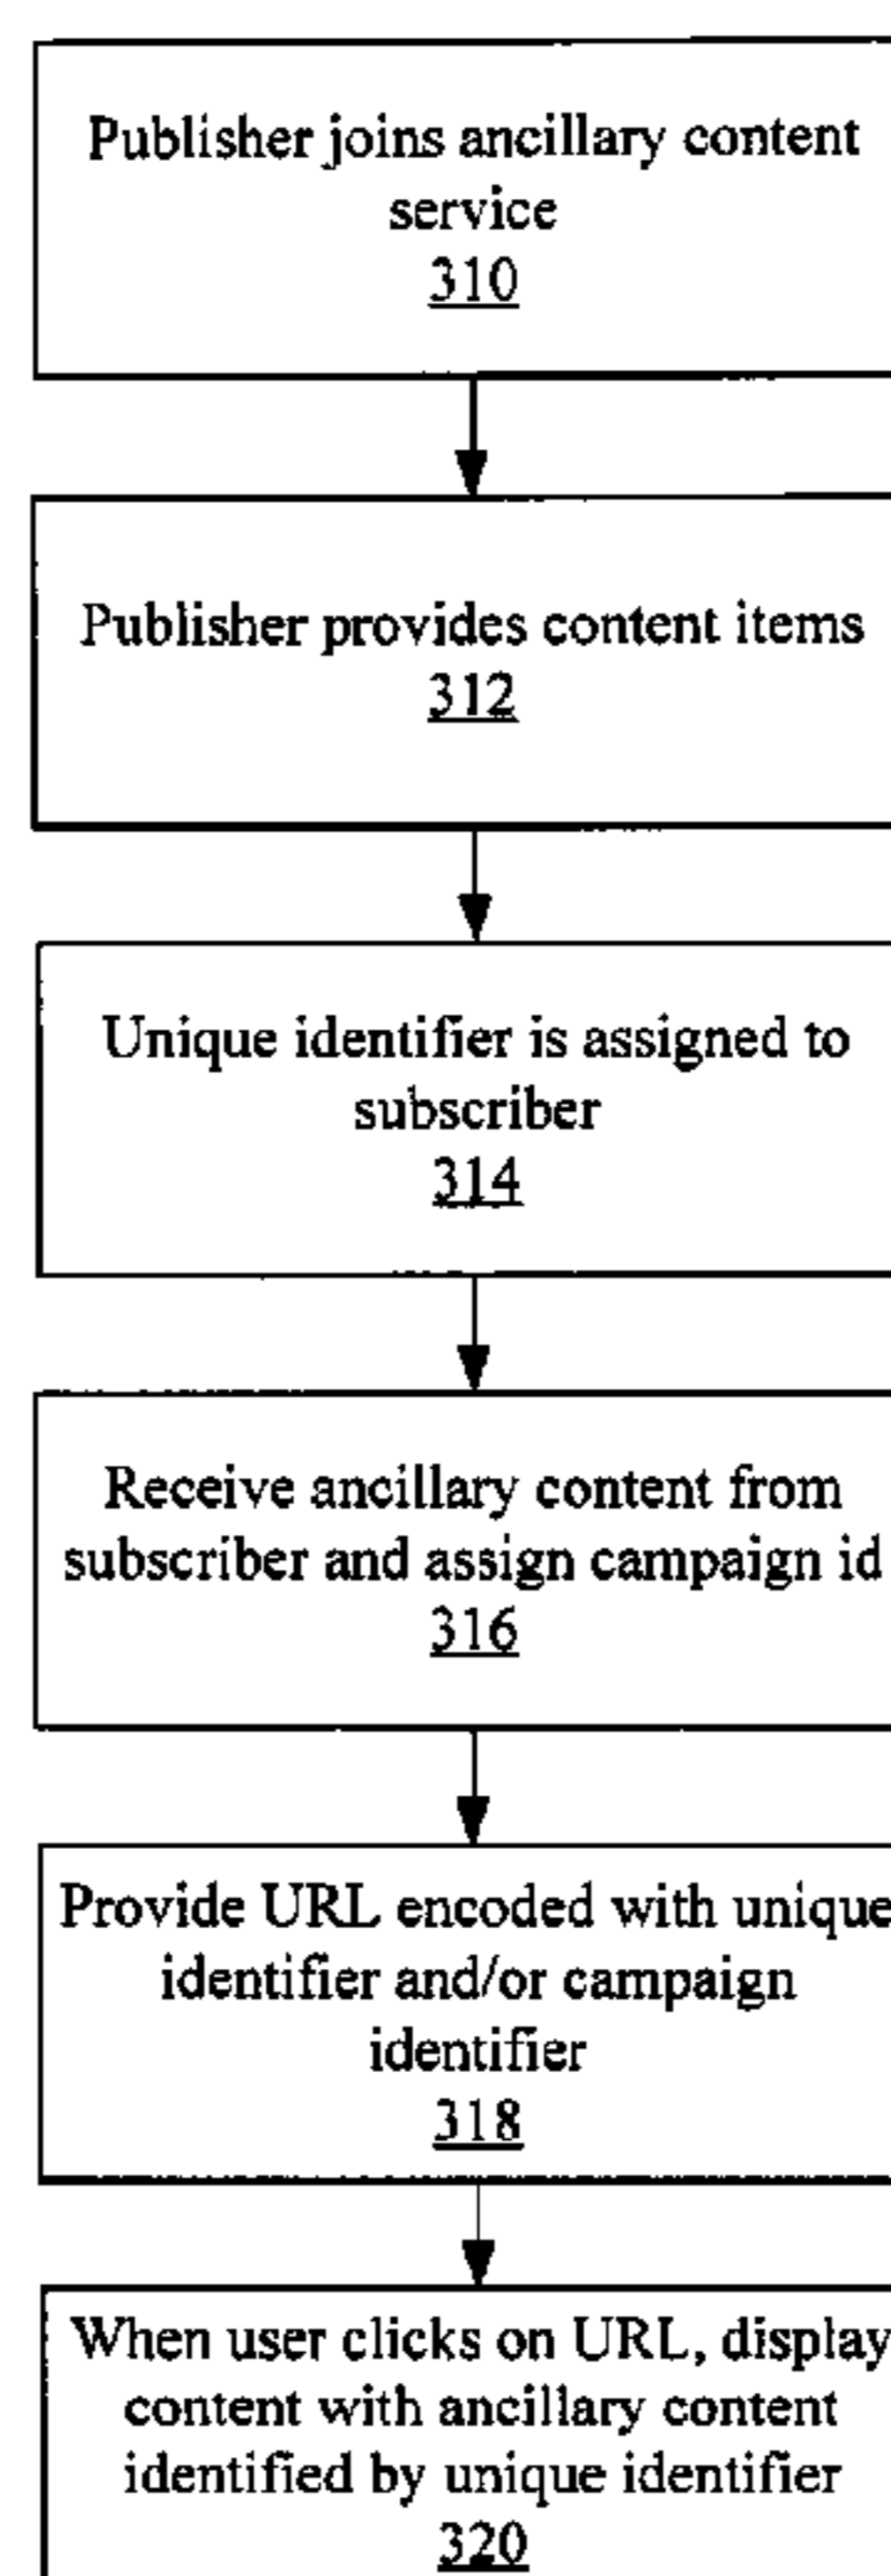 Publisher joins ancillary content
service
310
Publisher provides content items
312
Unique identifier is assigned to
subscriber
314
Receive ancillary content from
subscriber and assign campaign id
316
Provide URL encoded with unique
identifier and/or campaign
identifier
318
When user clicks on URL, display
content with ancillary content
identified by unique identifier
320